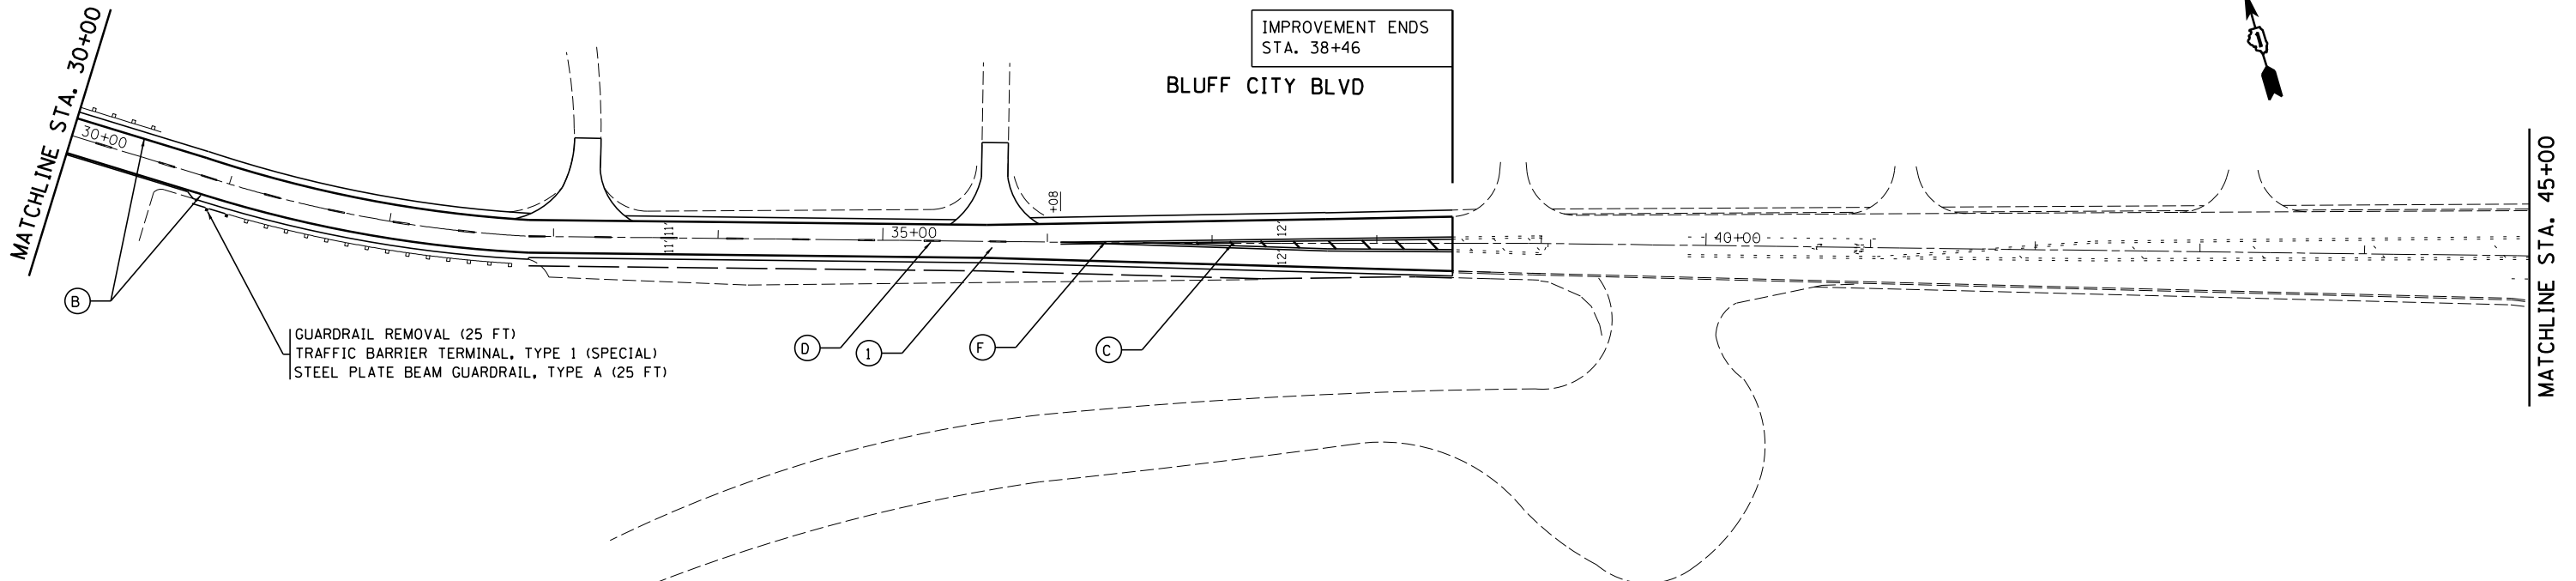 MATCHLINE STA. 30+00
30+00
IMPROVEMENT ENDS
STA. 38+46
BLUFF CITY BLVD
+08
11' 11'
35+00
12'
12'
40+00
MATCHLINE STA. 45+00
B
D
1
F
C
GUARDRAIL REMOVAL (25 FT)
TRAFFIC BARRIER TERMINAL, TYPE 1 (SPECIAL)
STEEL PLATE BEAM GUARDRAIL, TYPE A (25 FT)